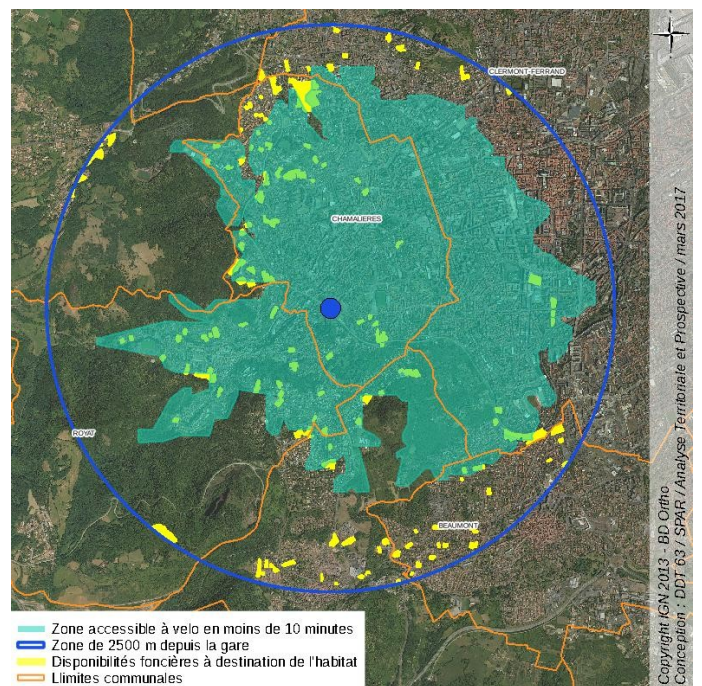 CLERMONT-FERRAND
CHAMALIERES
ROYAT
BEAUMONT
Zone accessible à velo en moins de 10 minutes
Zone de 2500 m depuis la gare
Disponibilités foncières à destination de l'habitat
Llimites communales
Copyright IGN 2013 - BD Ortho
Conception : DDT 63 / SPAR / Analyse Territoriale et Prospective / mars 2017